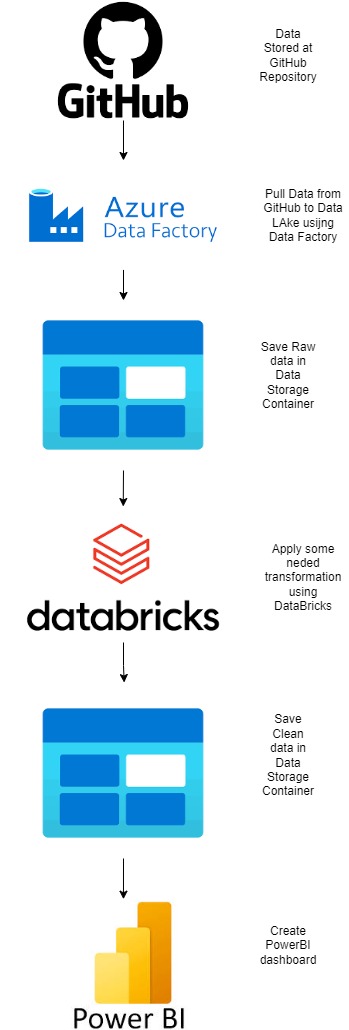 Data
Stored at
GitHub
Repository
GitHub
Pull Data from
GitHub to Data
LAke usijng
Data Factory
Azure
Data Factory
Save Raw
data in
Data
Storage
Container
Apply some
neded
transformation
using
DataBricks
databricks
Save
Clean
data in
Data
Storage
Container
Create
PowerBI
dashboard
Power BI